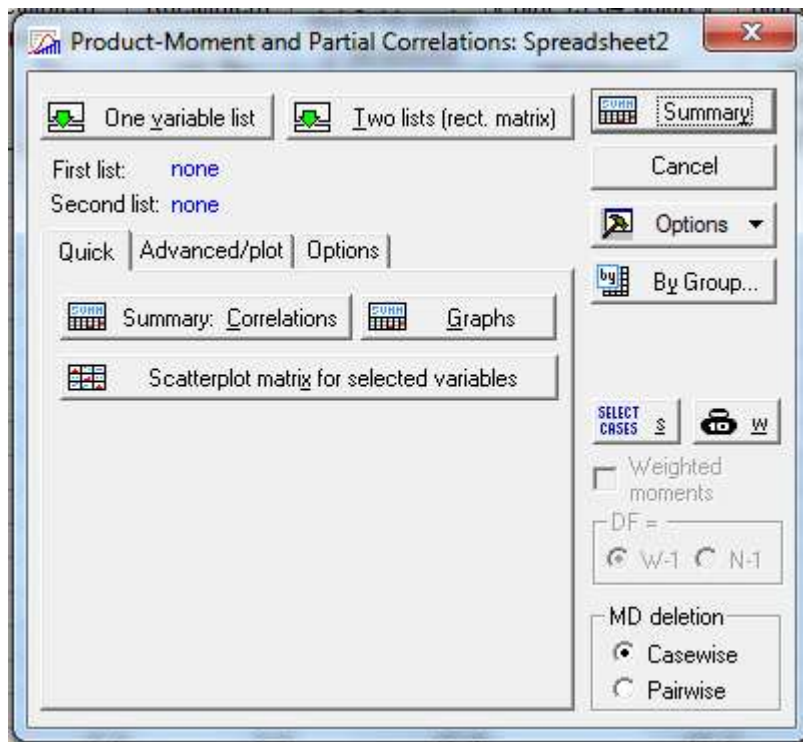 Product-Moment and Partial Correlations: Spreadsheet2
One variable list
Two lists (rect. matrix)
Summary
First list: none
Cancel
Second list: none
Options
Quick
Advanced/plot
Options
By Group...
Summary: Correlations
Graphs
Scatterplot matrix for selected variables
SELECT CASES S
W
Weighted
moments
DF =
W-1
N-1
MD deletion
Casewise
Pairwise